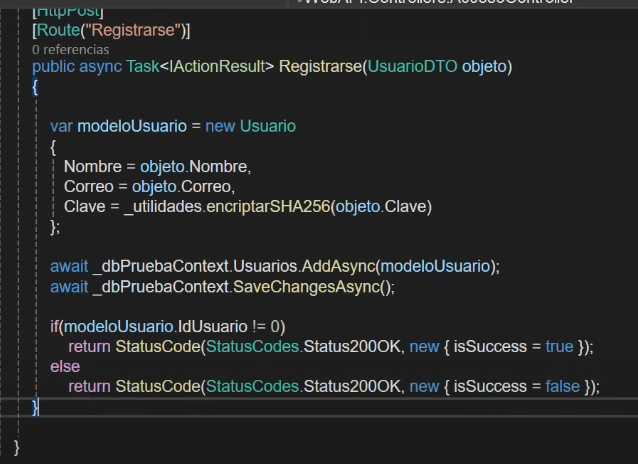 WebAPI.Controllers.AccesoController
[HttpPost]
[Route("Registrarse")]
0 referencias
public async Task<IActionResult> Registrarse(UsuarioDTO objeto)
{
var modeloUsuario = new Usuario
{
Nombre = objeto.Nombre,
Correo = objeto.Correo,
Clave = _utilidades.encriptarSHA256(objeto.Clave)
};
await _dbPruebaContext.Usuarios.AddAsync(modeloUsuario);
await _dbPruebaContext.SaveChangesAsync();
if(modeloUsuario.IdUsuario != 0)
return StatusCode(StatusCodes.Status200OK, new { isSuccess = true });
else
return StatusCode(StatusCodes.Status200OK, new { isSuccess = false });
}
}